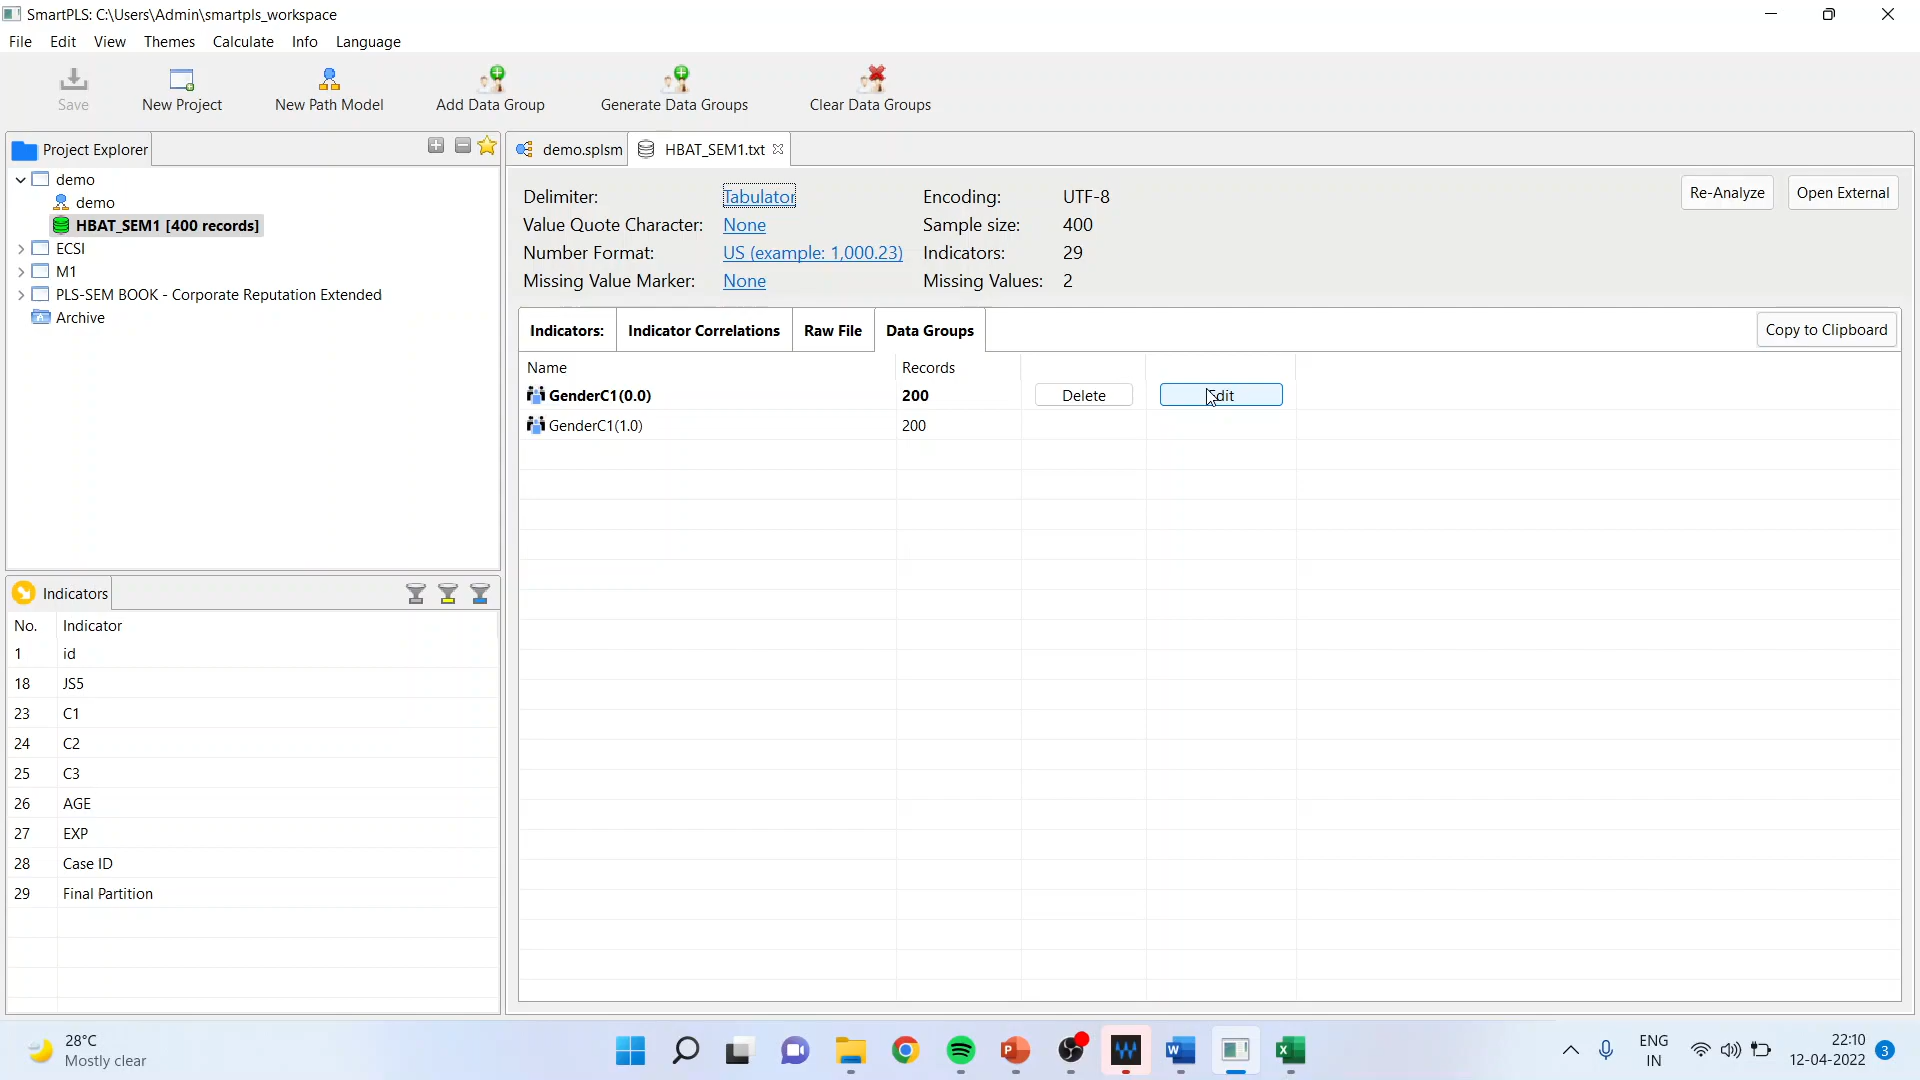 SmartPLS: C:\Users\Admin\smartpls_workspace
File Edit View Themes Calculate Info Language
Save New Project New Path Model Add Data Group Generate Data Groups Clear Data Groups
Project Explorer
demo
demo
HBAT_SEM1 [400 records]
ECSI
M1
PLS-SEM BOOK - Corporate Reputation Extended
Archive
Indicators
No. Indicator
1 id
18 JS5
23 C1
24 C2
25 C3
26 AGE
27 EXP
28 Case ID
29 Final Partition
demo.splsm HBAT_SEM1.txt
Delimiter: Tabulator Encoding: UTF-8 Re-Analyze Open External
Value Quote Character: None Sample size: 400
Number Format: US (example: 1,000.23) Indicators: 29
Missing Value Marker: None Missing Values: 2
Indicators: Indicator Correlations Raw File Data Groups Copy to Clipboard
Name Records
GenderC1(0.0) 200 Delete Edit
GenderC1(1.0) 200
28°C
Mostly clear
ENG
IN
22:10
12-04-2022
3